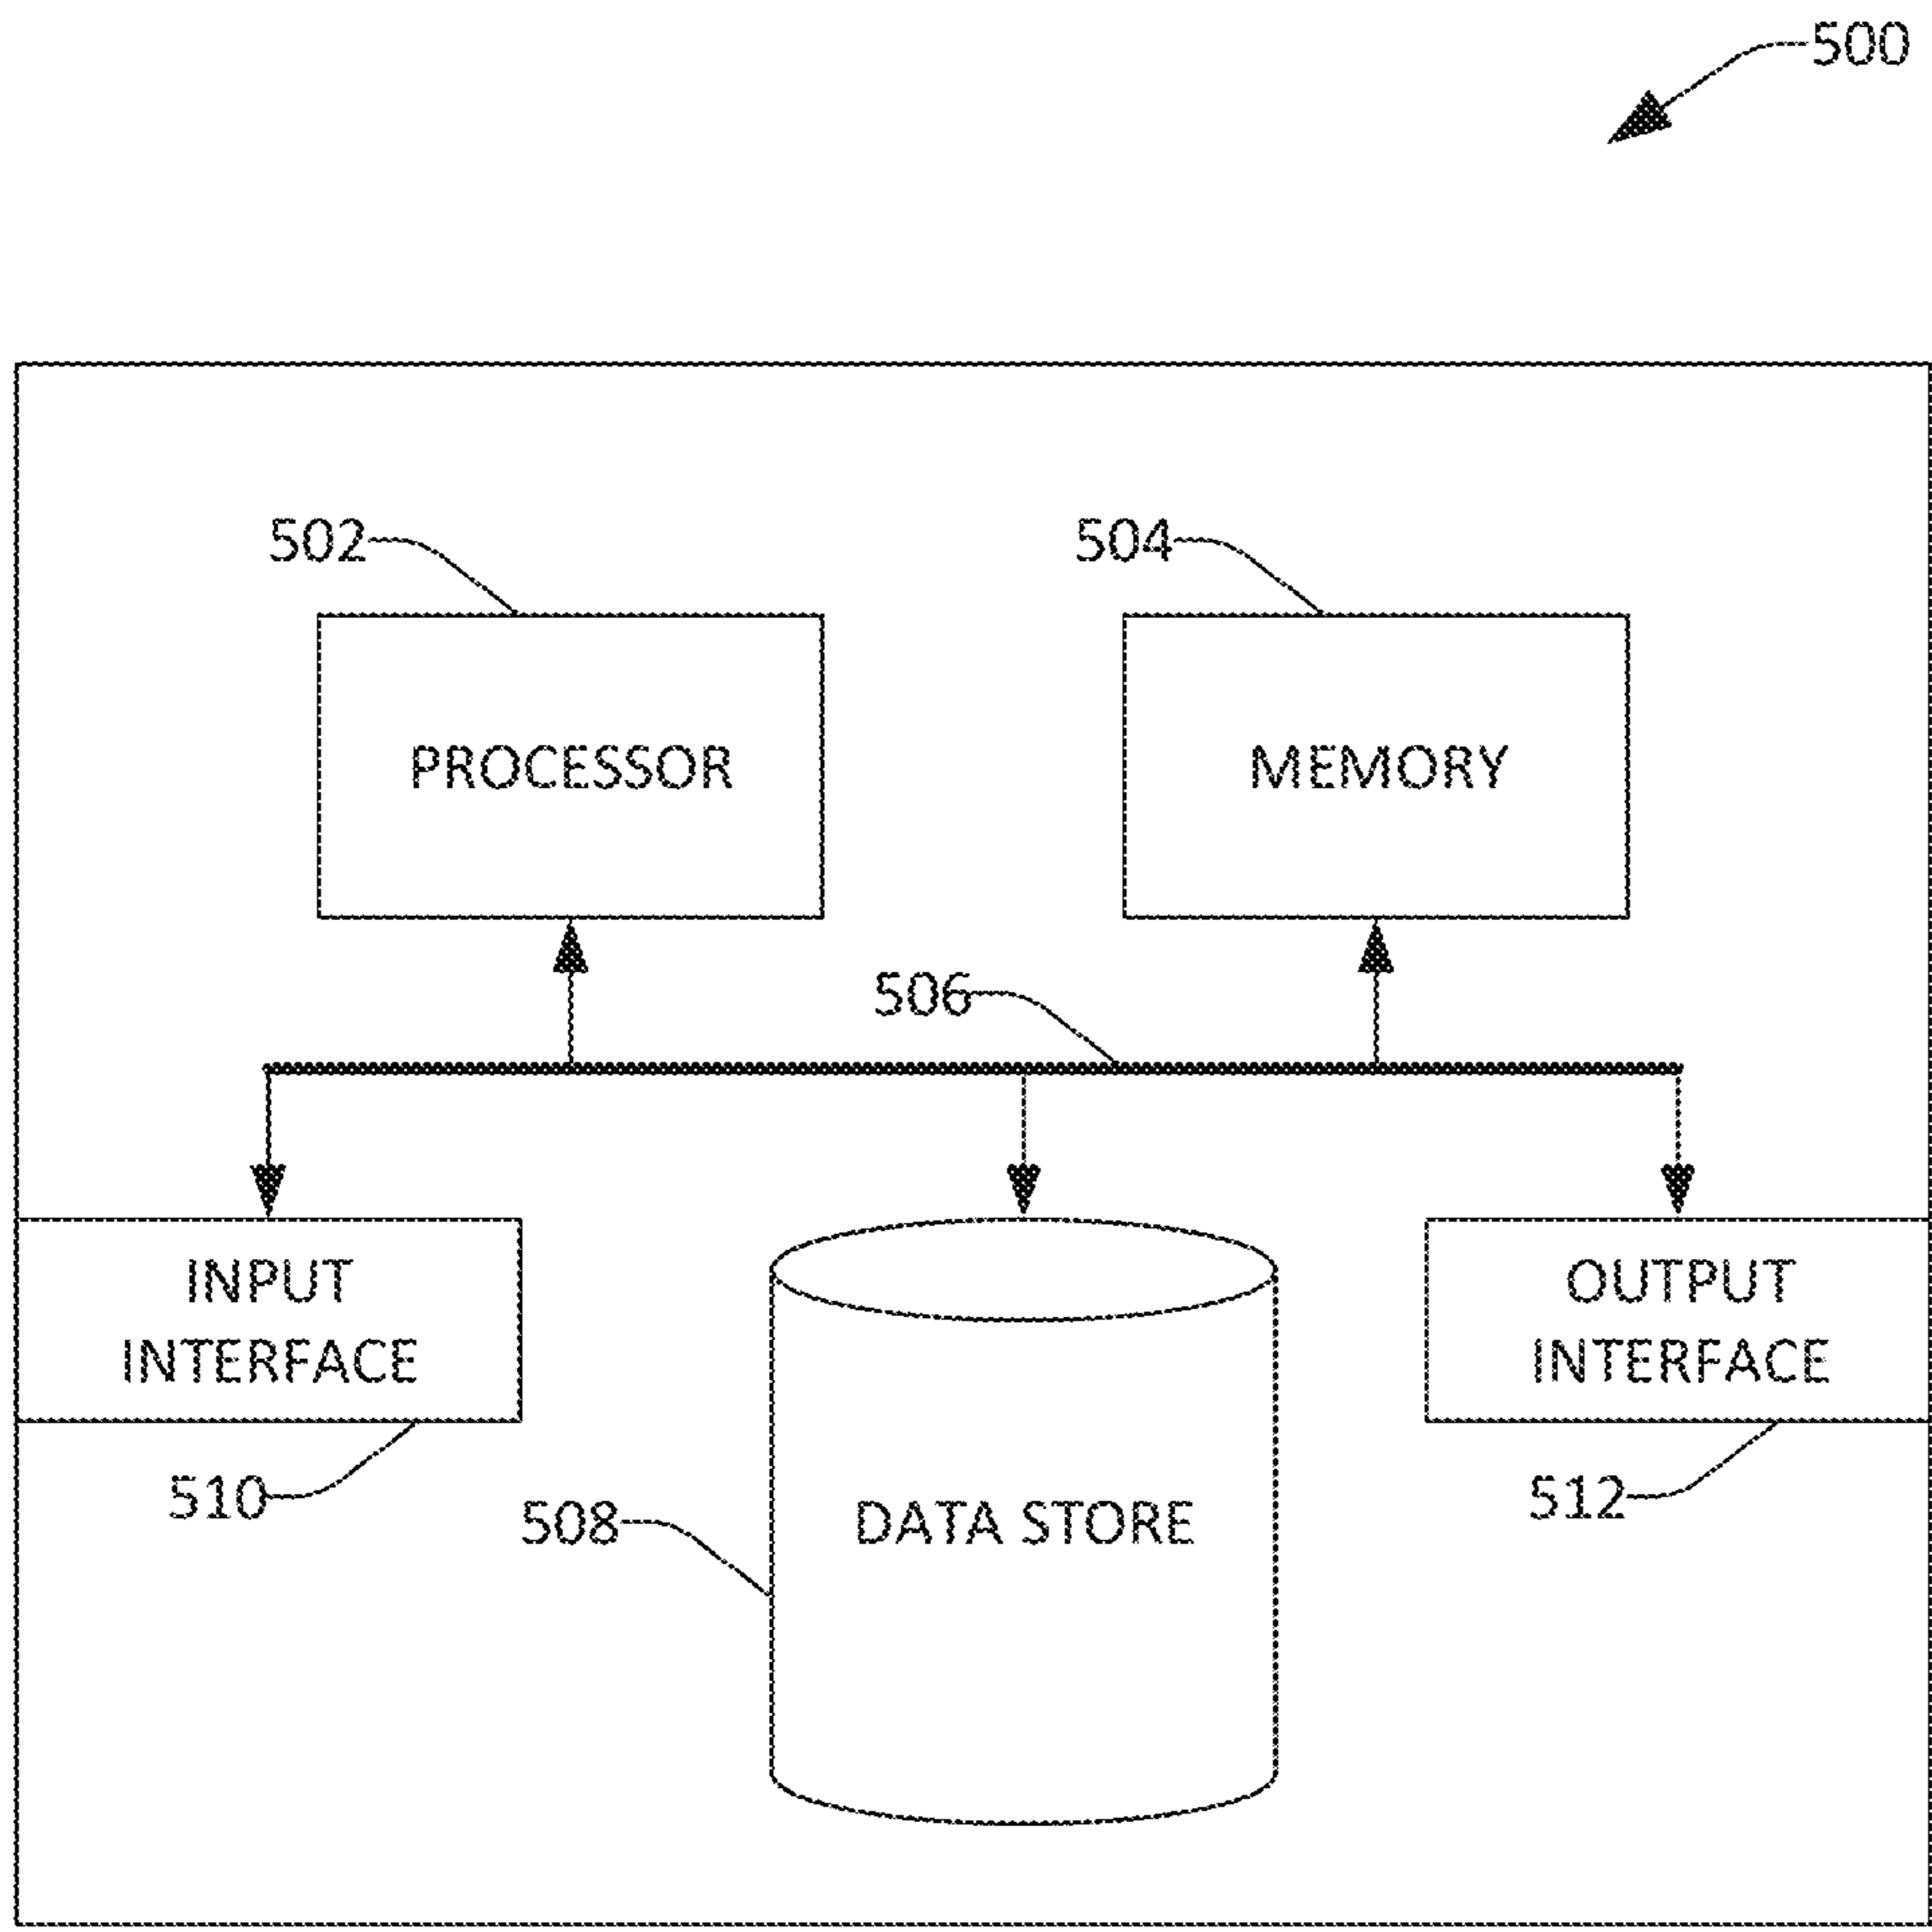 500
502
504
PROCESSOR
MEMORY
506
INPUT
INTERFACE
OUTPUT
INTERFACE
510
508
DATA STORE
512